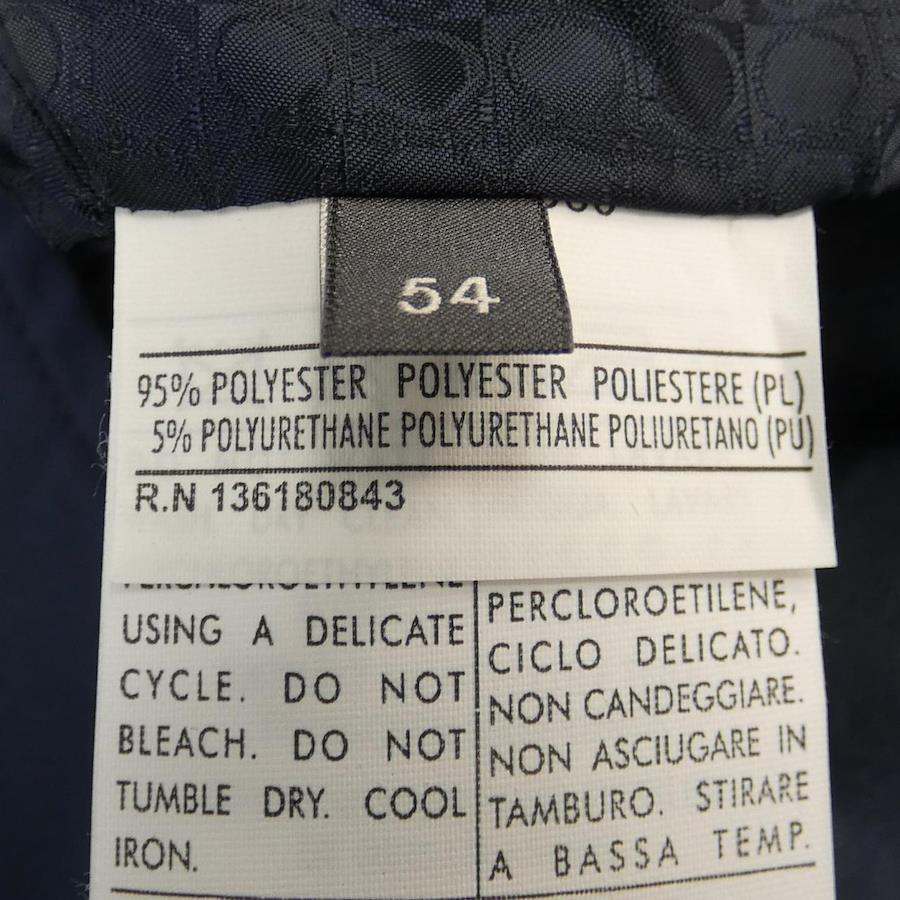 54
95% POLYESTER POLYESTER POLIESTERE (PL)
5% POLYURETHANE POLYURETHANE POLIURETANO (PU)
R.N 136180843
USING A DELICATE
CYCLE. DO NOT
BLEACH. DO NOT
TUMBLE DRY. COOL
IRON.
PERCLOROETILENE,
CICLO DELICATO.
NON CANDEGGIARE.
NON ASCIUGARE IN
TAMBURO. STIRARE
A BASSA TEMP.